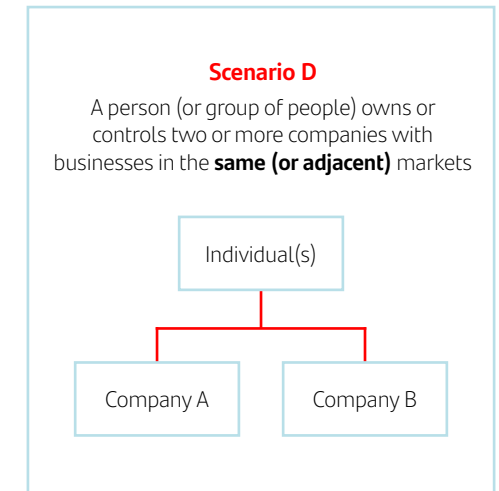 Scenario D
A person (or group of people) owns or
controls two or more companies with
businesses in the same (or adjacent) markets
Individual(s)
Company A
Company B